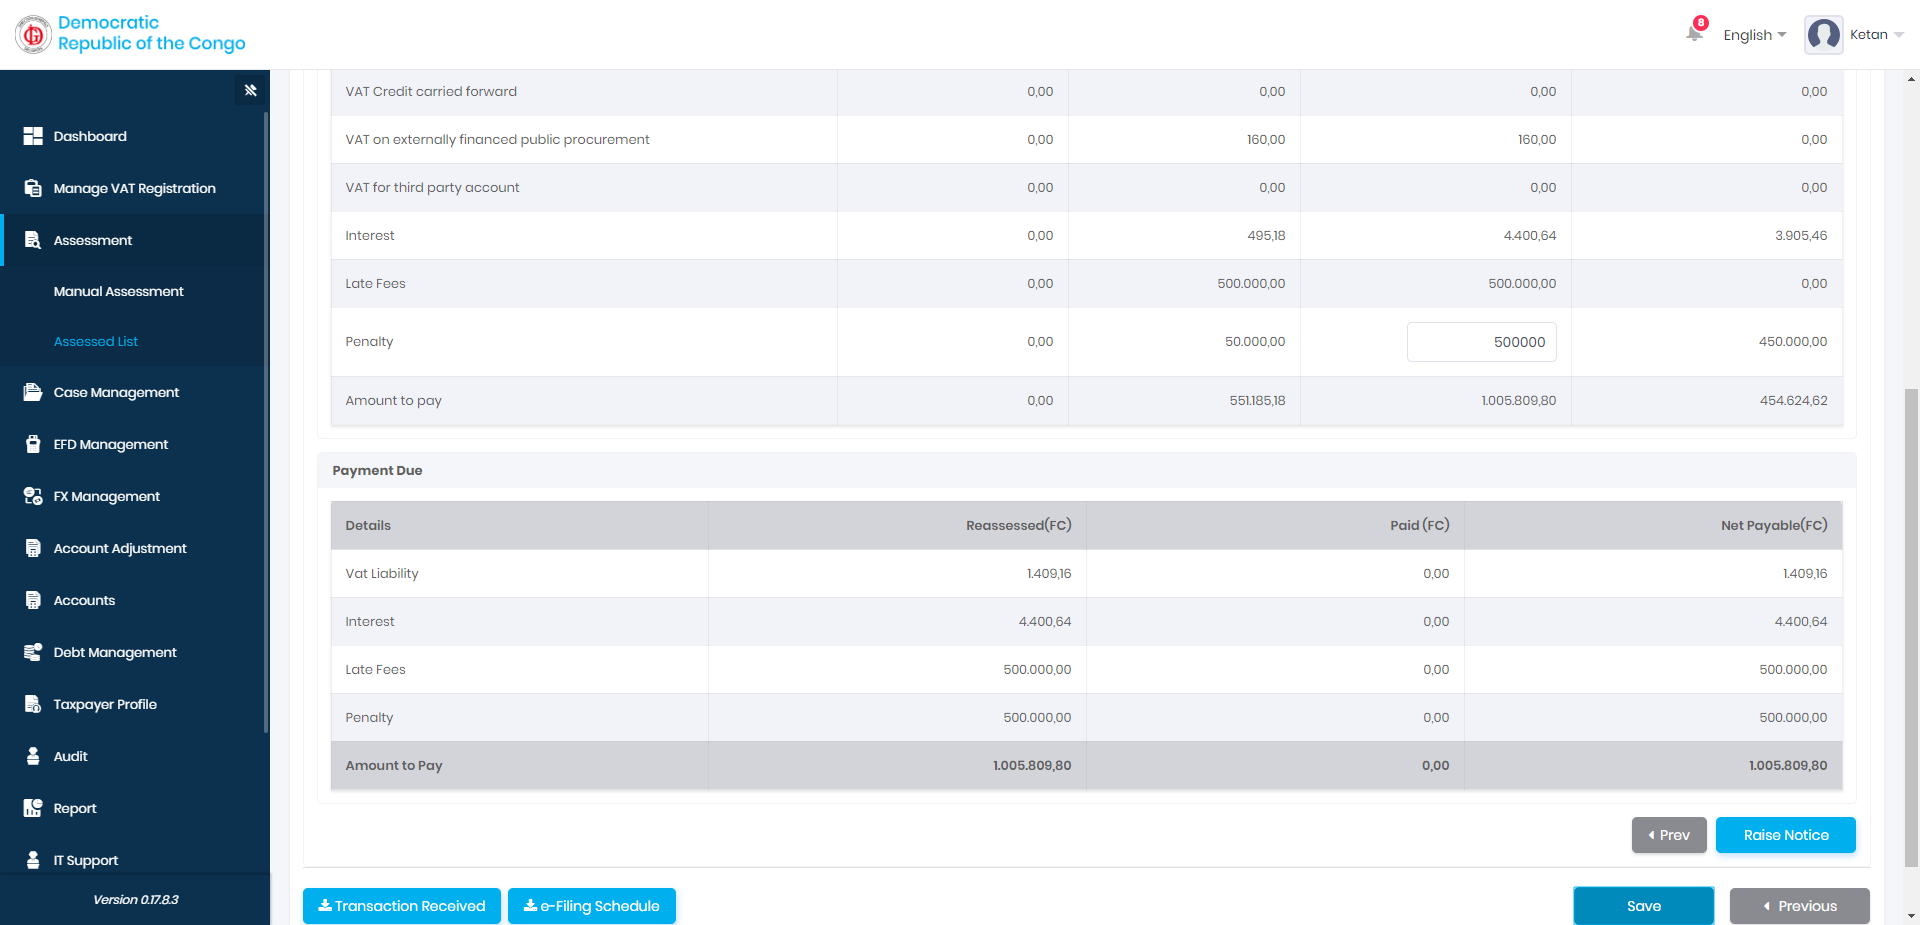 Democratic
Republic of the Congo
8
English
Ketan
Dashboard
Manage VAT Registration
Assessment
Manual Assessment
Assessed List
Case Management
EFD Management
FX Management
Account Adjustment
Accounts
Debt Management
Taxpayer Profile
Audit
Report
IT Support
Version 0.17.8.3
VAT Credit carried forward 0,00 0,00 0,00 0,00
VAT on externally financed public procurement 0,00 160,00 160,00 0,00
VAT for third party account 0,00 0,00 0,00 0,00
Interest 0,00 495,18 4.400,64 3.905,46
Late Fees 0,00 500.000,00 500.000,00 0,00
Penalty 0,00 50.000,00 500000 450.000,00
Amount to pay 0,00 551.185,18 1.005.809,80 454.624,62
Payment Due
Details Reassessed(FC) Paid (FC) Net Payable(FC)
Vat Liability 1.409,16 0,00 1.409,16
Interest 4.400,64 0,00 4.400,64
Late Fees 500.000,00 0,00 500.000,00
Penalty 500.000,00 0,00 500.000,00
Amount to Pay 1.005.809,80 0,00 1.005.809,80
Prev Raise Notice
Transaction Received e-Filing Schedule Save Previous